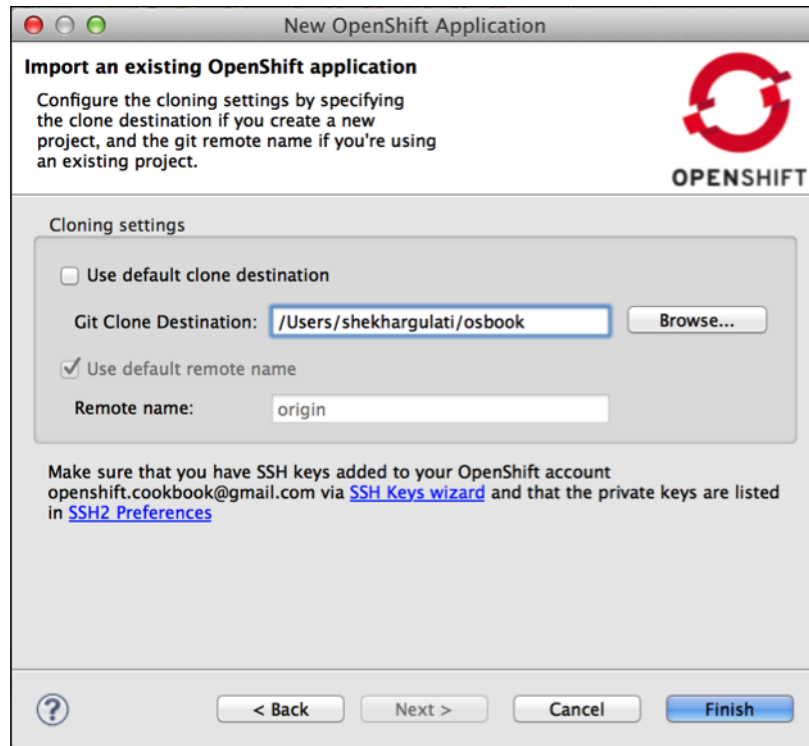 New OpenShift Application
Import an existing OpenShift application
Configure the cloning settings by specifying
the clone destination if you create a new
project, and the git remote name if you're using
an existing project.
OPENSHIFT
Cloning settings
Use default clone destination
Git Clone Destination: /Users/shekhargulati/osbook Browse...
Use default remote name
Remote name: origin
Make sure that you have SSH keys added to your OpenShift account
openshift.cookbook@gmail.com via SSH Keys wizard and that the private keys are listed
in SSH2 Preferences
? < Back Next > Cancel Finish